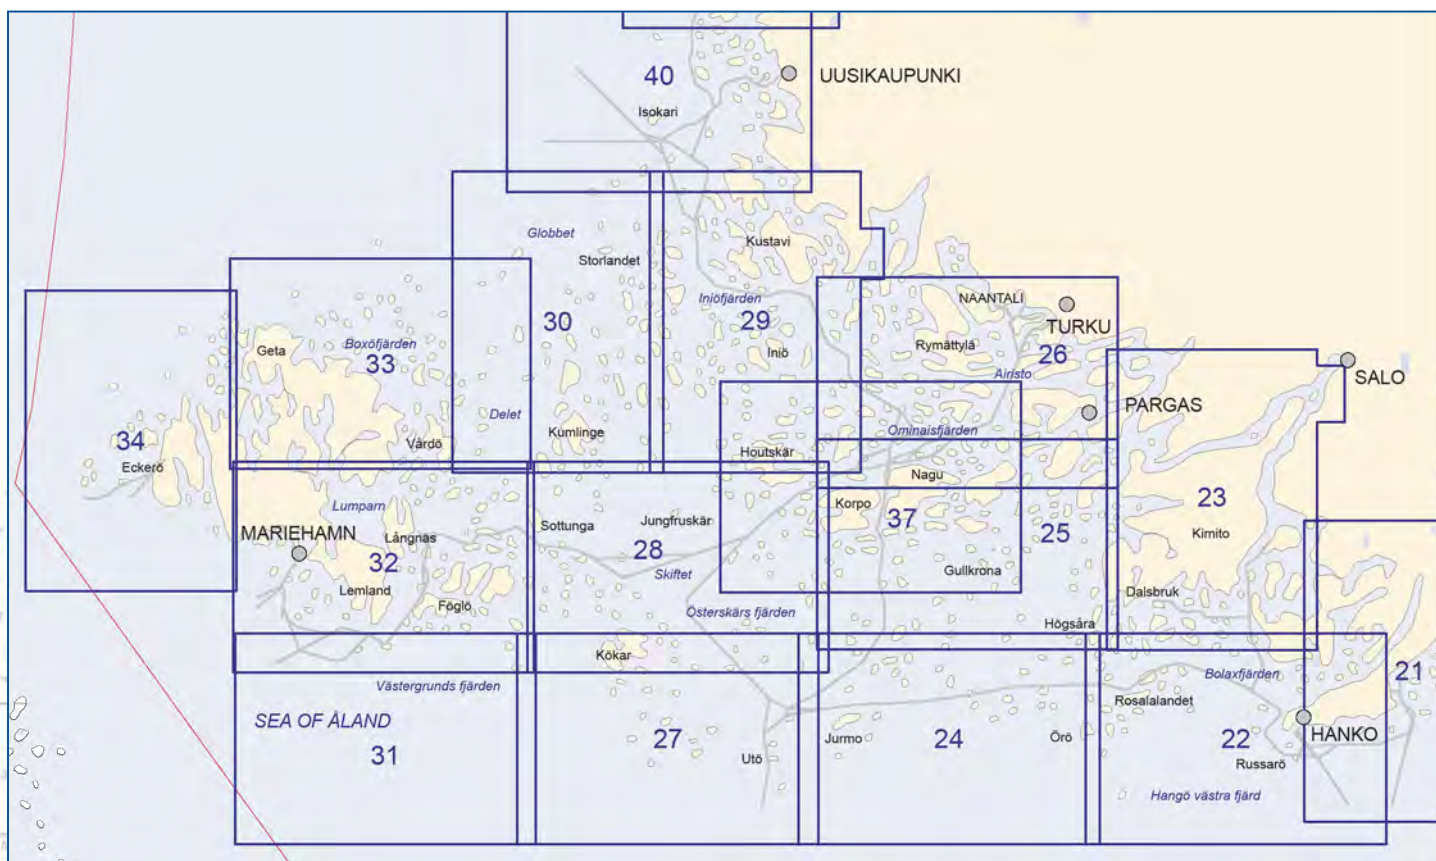 40
UUSIKAUPUNKI
Isokari
Globbet
Kustavi
Storlandet
Iniöfjärden
NAANTALI
30
29
TURKU
Boxöfjärden
Geta
33
Iniö
Rymättylä
26
Airisto
SALO
Delet
PARGAS
34
Vårdö
Kumlinge
Ominaisfjärden
Houtskär
Eckerö
Nagu
23
Lumparn
Korpo
37
MARIEHAMN
Långnäs
Sottunga
Jungfruskär
25
Kimito
32
28
Skiftet
Gullkrona
Lemland
Föglö
Österskärs fjärden
Dalsbruk
Högsåra
Kökar
Västergrunds fjärden
Bolaxfjärden
21
Rosalalandet
SEA OF ÅLAND
27
Jurmo
24
Örö
22
HANKO
31
Utö
Russarö
Hangö västra fjärd